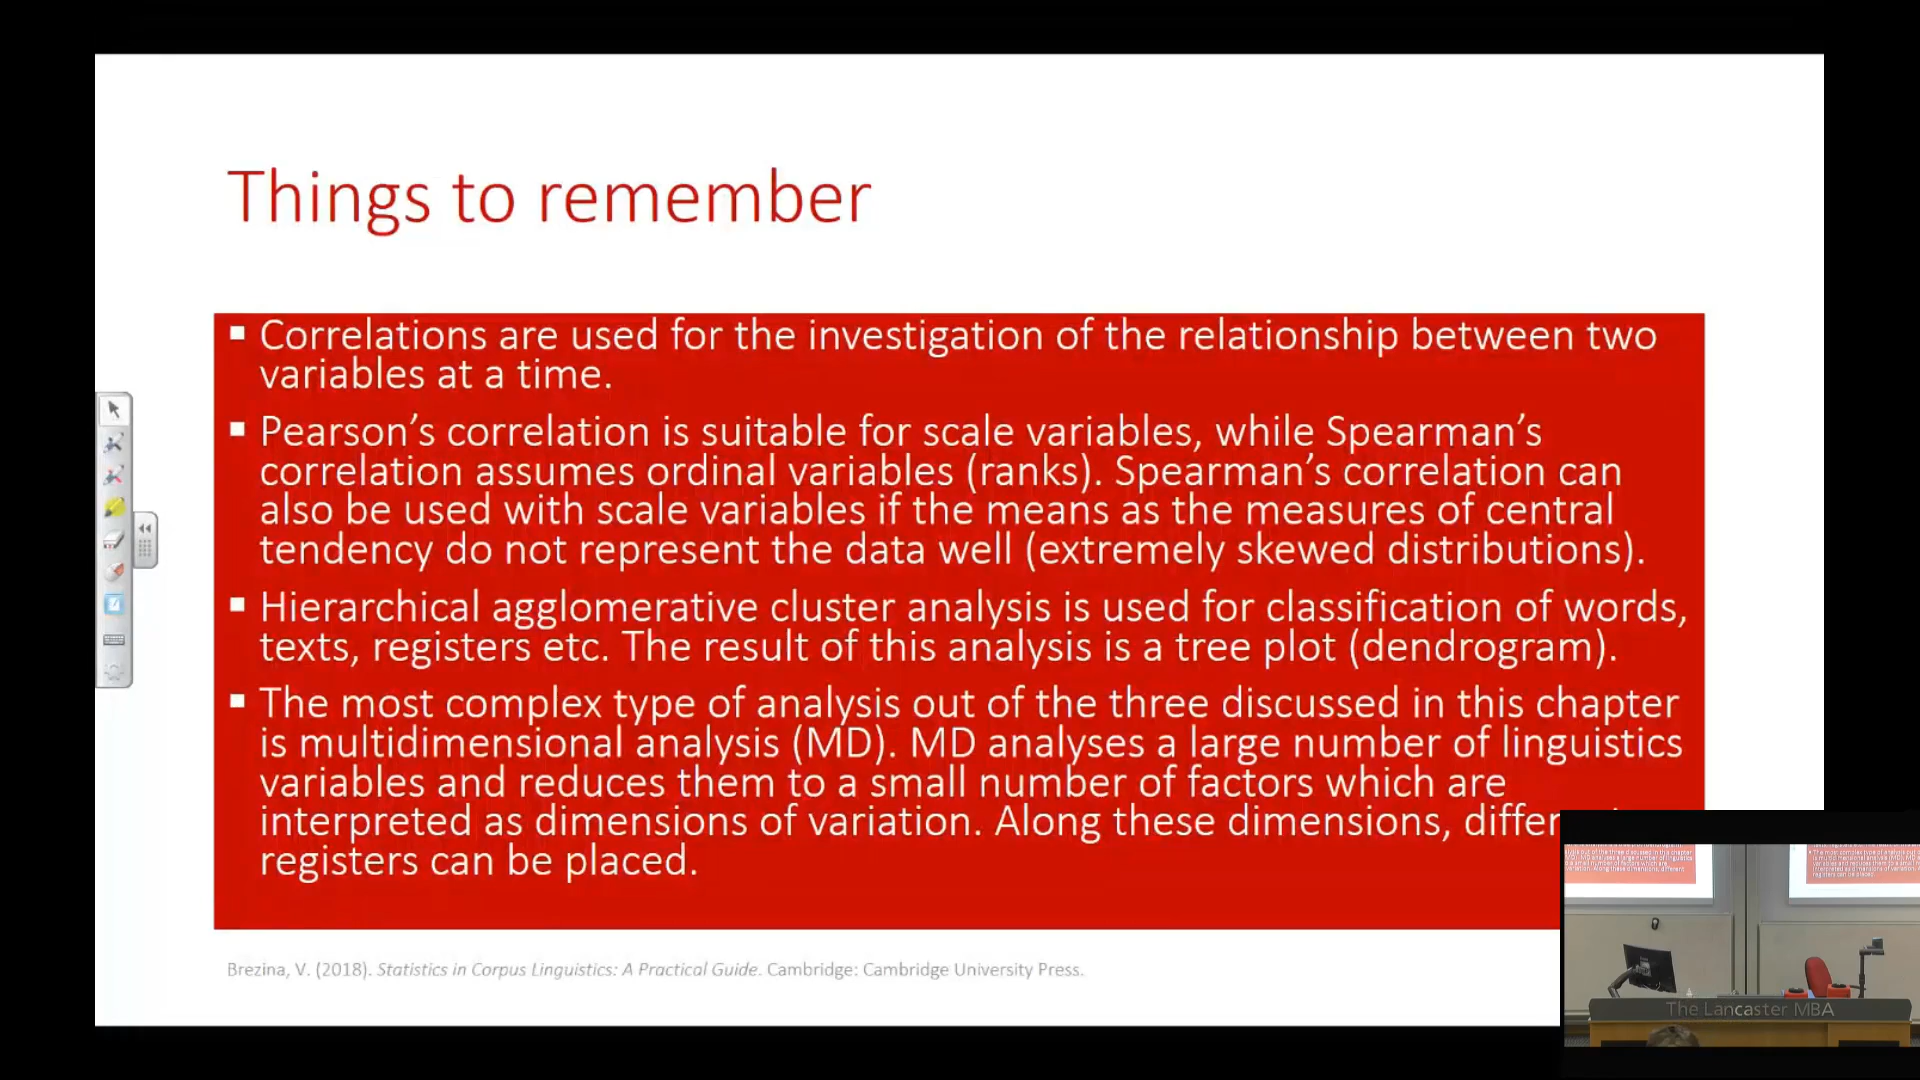 Things to remember
▪ Correlations are used for the investigation of the relationship between two
variables at a time.
▪ Pearson’s correlation is suitable for scale variables, while Spearman’s
correlation assumes ordinal variables (ranks). Spearman’s correlation can
also be used with scale variables if the means as the measures of central
tendency do not represent the data well (extremely skewed distributions).
▪ Hierarchical agglomerative cluster analysis is used for classification of words,
texts, registers etc. The result of this analysis is a tree plot (dendrogram).
▪ The most complex type of analysis out of the three discussed in this chapter
is multidimensional analysis (MD). MD analyses a large number of linguistics
variables and reduces them to a small number of factors which are
interpreted as dimensions of variation. Along these dimensions,
registers can be placed.
Brezina, V. (2018). Statistics in Corpus Linguistics: A Practical Guide. Cambridge: Cambridge University Press.
The Lancaster MBA